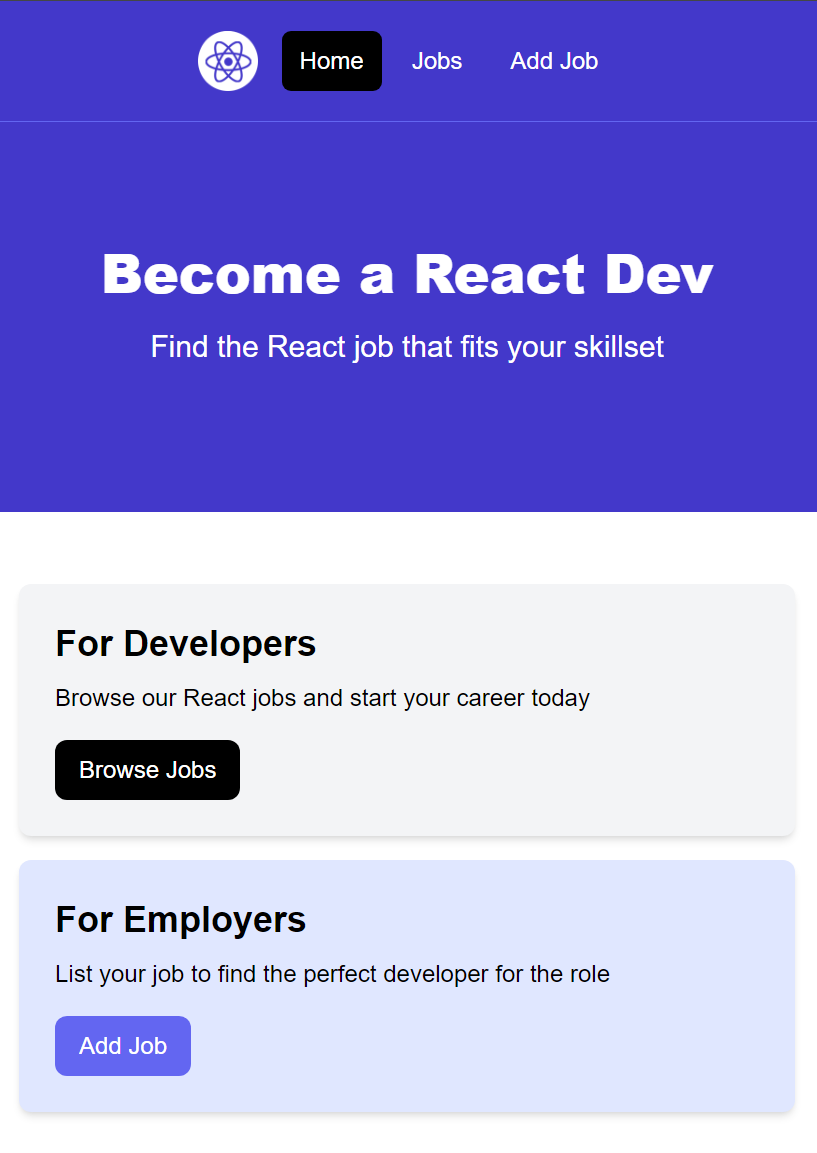 Home Jobs Add Job
Become a React Dev
Find the React job that fits your skillset
For Developers
Browse our React jobs and start your career today
Browse Jobs
For Employers
List your job to find the perfect developer for the role
Add Job